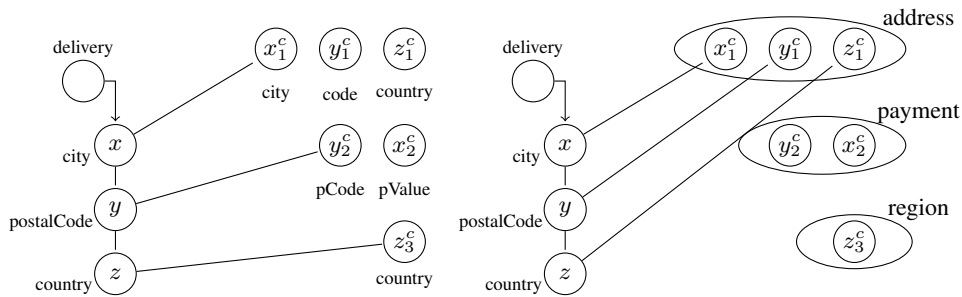 delivery
x_1^c y_1^c z_1^c
city code country
x
city
y_2^c x_2^c
pCode pValue
y
postalCode
z_3^c
country
z
country
address
delivery
x_1^c y_1^c z_1^c
payment
x
city
y_2^c x_2^c
y
postalCode
region
z_3^c
z
country